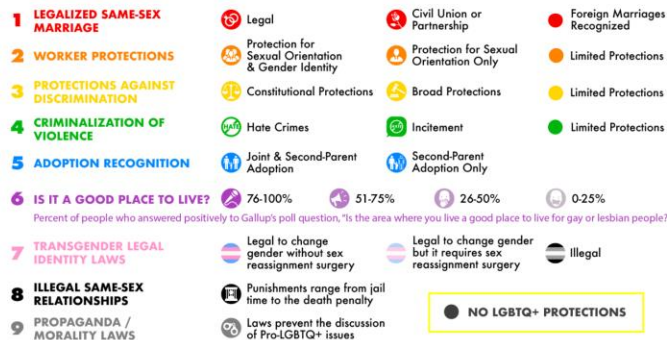 1 LEGALIZED SAME-SEX
MARRIAGE
Legal
Civil Union or
Partnership
Foreign Marriages
Recognized
2 WORKER PROTECTIONS
Protection for
Sexual Orientation
& Gender Identity
Protection for Sexual
Orientation Only
Limited Protections
3 PROTECTIONS AGAINST
DISCRIMINATION
Constitutional Protections
Broad Protections
Limited Protections
4 CRIMINALIZATION OF
VIOLENCE
HATE
Hate Crimes
Incitement
Limited Protections
5 ADOPTION RECOGNITION
Joint & Second-Parent
Adoption
Second-Parent
Adoption Only
6 IS IT A GOOD PLACE TO LIVE?
76-100%
51-75%
26-50%
0-25%
Percent of people who answered positively to Gallup's poll question, "Is the area where you live a good place to live for gay or lesbian people?
7 TRANSGENDER LEGAL
IDENTITY LAWS
Legal to change
gender without sex
reassignment surgery
Legal to change gender
but it requires sex
reassignment surgery
Illegal
8 ILLEGAL SAME-SEX
RELATIONSHIPS
Punishments range from jail
time to the death penalty
9 PROPAGANDA /
MORALITY LAWS
Laws prevent the discussion
of Pro-LGBTQ+ issues
NO LGBTQ+ PROTECTIONS